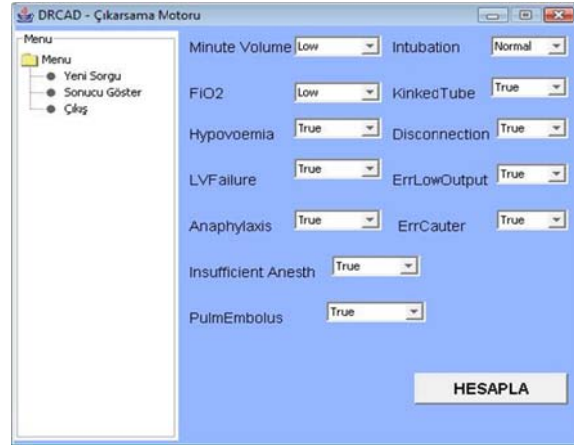 DRCAD - Çıkarsama Motoru
Menu
Menu
Yeni Sorgu
Sonucu Göster
Çıkış
Minute Volume Low Intubation Normal
FiO2 Low KinkedTube True
Hypovoemia True Disconnection True
LVFailure True ErrLowOutput True
Anaphylaxis True ErrCauter True
Insufficient Anesth True
PulmEmbolus True
HESAPLA